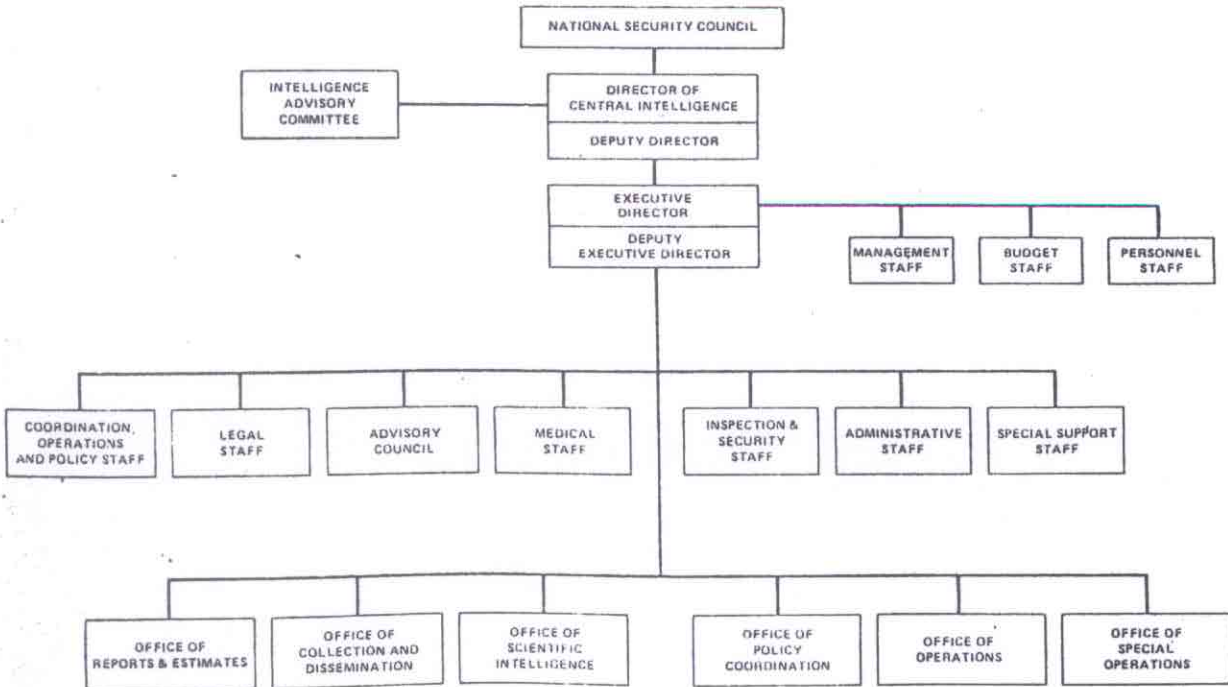 NATIONAL SECURITY COUNCIL
INTELLIGENCE
ADVISORY
COMMITTEE
DIRECTOR OF
CENTRAL INTELLIGENCE
DEPUTY DIRECTOR
EXECUTIVE
DIRECTOR
DEPUTY
EXECUTIVE DIRECTOR
MANAGEMENT
STAFF
BUDGET
STAFF
PERSONNEL
STAFF
COORDINATION,
OPERATIONS
AND POLICY STAFF
LEGAL
STAFF
ADVISORY
COUNCIL
MEDICAL
STAFF
INSPECTION &
SECURITY
STAFF
ADMINISTRATIVE
STAFF
SPECIAL SUPPORT
STAFF
OFFICE OF
REPORTS & ESTIMATES
OFFICE OF
COLLECTION AND
DISSEMINATION
OFFICE OF
SCIENTIFIC
INTELLIGENCE
OFFICE OF
POLICY
COORDINATION
OFFICE OF
OPERATIONS
OFFICE OF
SPECIAL
OPERATIONS